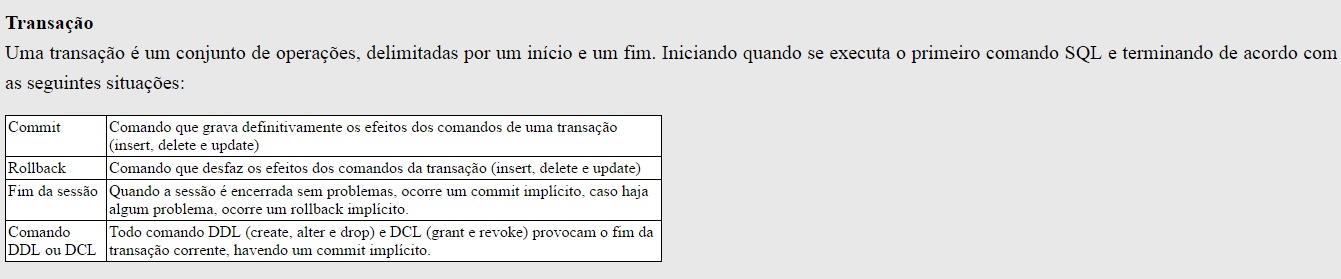 Transação
Uma transação é um conjunto de operações, delimitadas por um início e um fim. Iniciando quando se executa o primeiro comando SQL e terminando de acordo com
as seguintes situações:
Commit
Comando que grava definitivamente os efeitos dos comandos de uma transação
(insert, delete e update)
Rollback
Comando que desfaz os efeitos dos comandos da transação (insert, delete e update)
Fim da sessão
Quando a sessão é encerrada sem problemas, ocorre um commit implícito, caso haja
algum problema, ocorre um rollback implícito.
Comando
DDL ou DCL
Todo comando DDL (create, alter e drop) e DCL (grant e revoke) provocam o fim da
transação corrente, havendo um commit implícito.